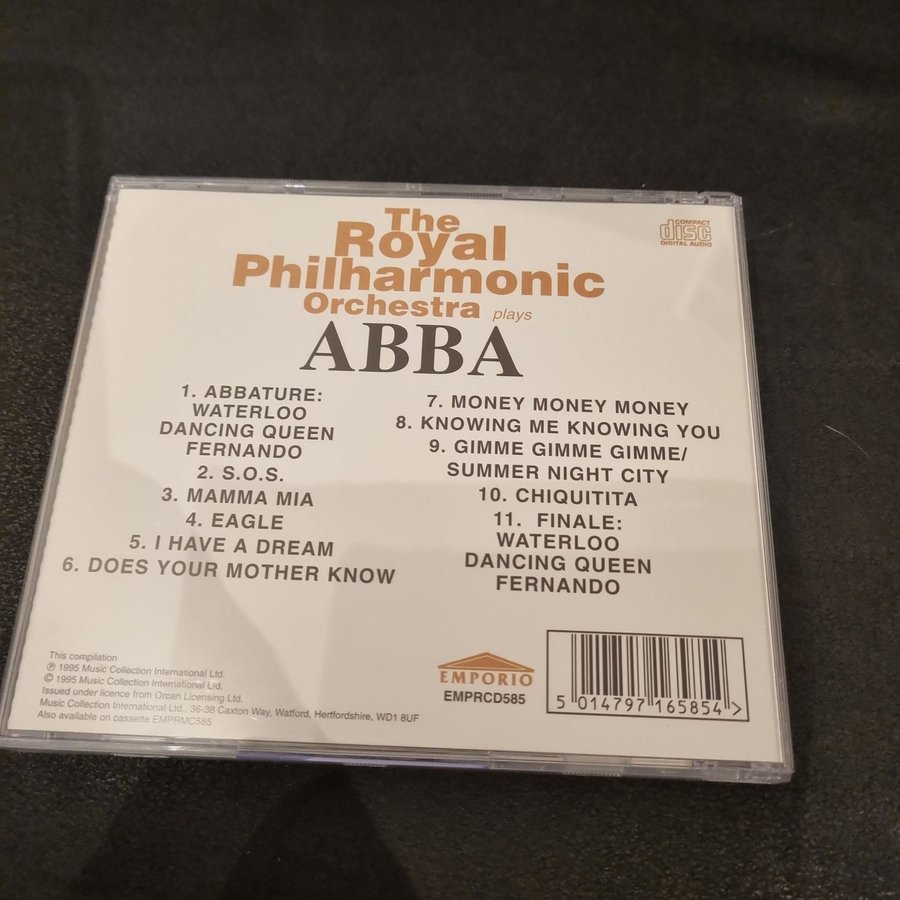 The
Royal
Philharmonic
Orchestra plays
ABBA
COMPACT
disc
DIGITAL AUDIO
1. ABBATURE:
WATERLOO
DANCING QUEEN
FERNANDO
2. S.O.S.
3. MAMMA MIA
4. EAGLE
5. I HAVE A DREAM
6. DOES YOUR MOTHER KNOW
7. MONEY MONEY MONEY
8. KNOWING ME KNOWING YOU
9. GIMME GIMME GIMME/
SUMMER NIGHT CITY
10. CHIQUITITA
11. FINALE:
WATERLOO
DANCING QUEEN
FERNANDO
This compilation
℗ 1995 Music Collection International Ltd.
© 1995 Music Collection International Ltd.
Issued under licence from Orcan Licensing Ltd.
Music Collection International Ltd., 36-38 Caxton Way, Watford, Hertfordshire, WD1 8UF
Also available on cassette EMPRMC585
EMPORIO
EMPRCD585
5 014797 165854 >